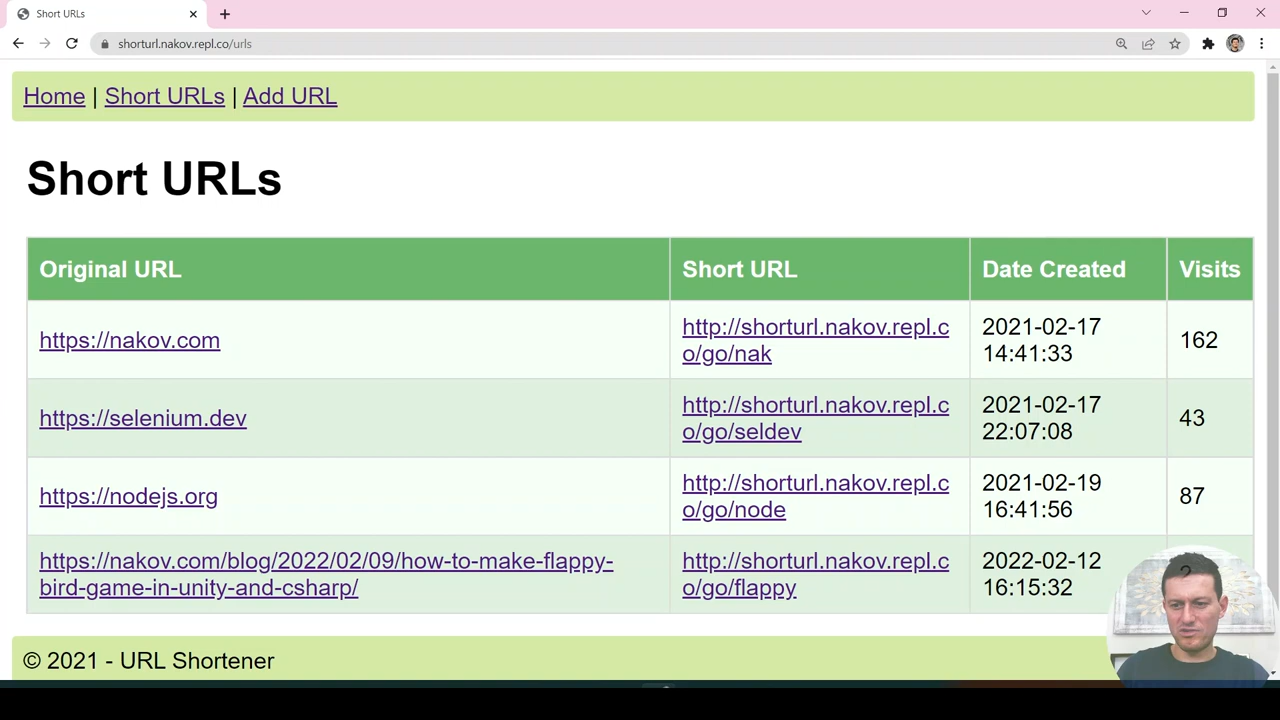 Short URLs
shorturl.nakov.repl.co/urls
Home | Short URLs | Add URL
Short URLs
Original URL Short URL Date Created Visits
https://nakov.com
http://shorturl.nakov.repl.c
o/go/nak
2021-02-17
14:41:33
162
https://selenium.dev
http://shorturl.nakov.repl.c
o/go/seldev
2021-02-17
22:07:08
43
https://nodejs.org
http://shorturl.nakov.repl.c
o/go/node
2021-02-19
16:41:56
87
https://nakov.com/blog/2022/02/09/how-to-make-flappy-
bird-game-in-unity-and-csharp/
http://shorturl.nakov.repl.c
o/go/flappy
2022-02-12
16:15:32
2
© 2021 - URL Shortener